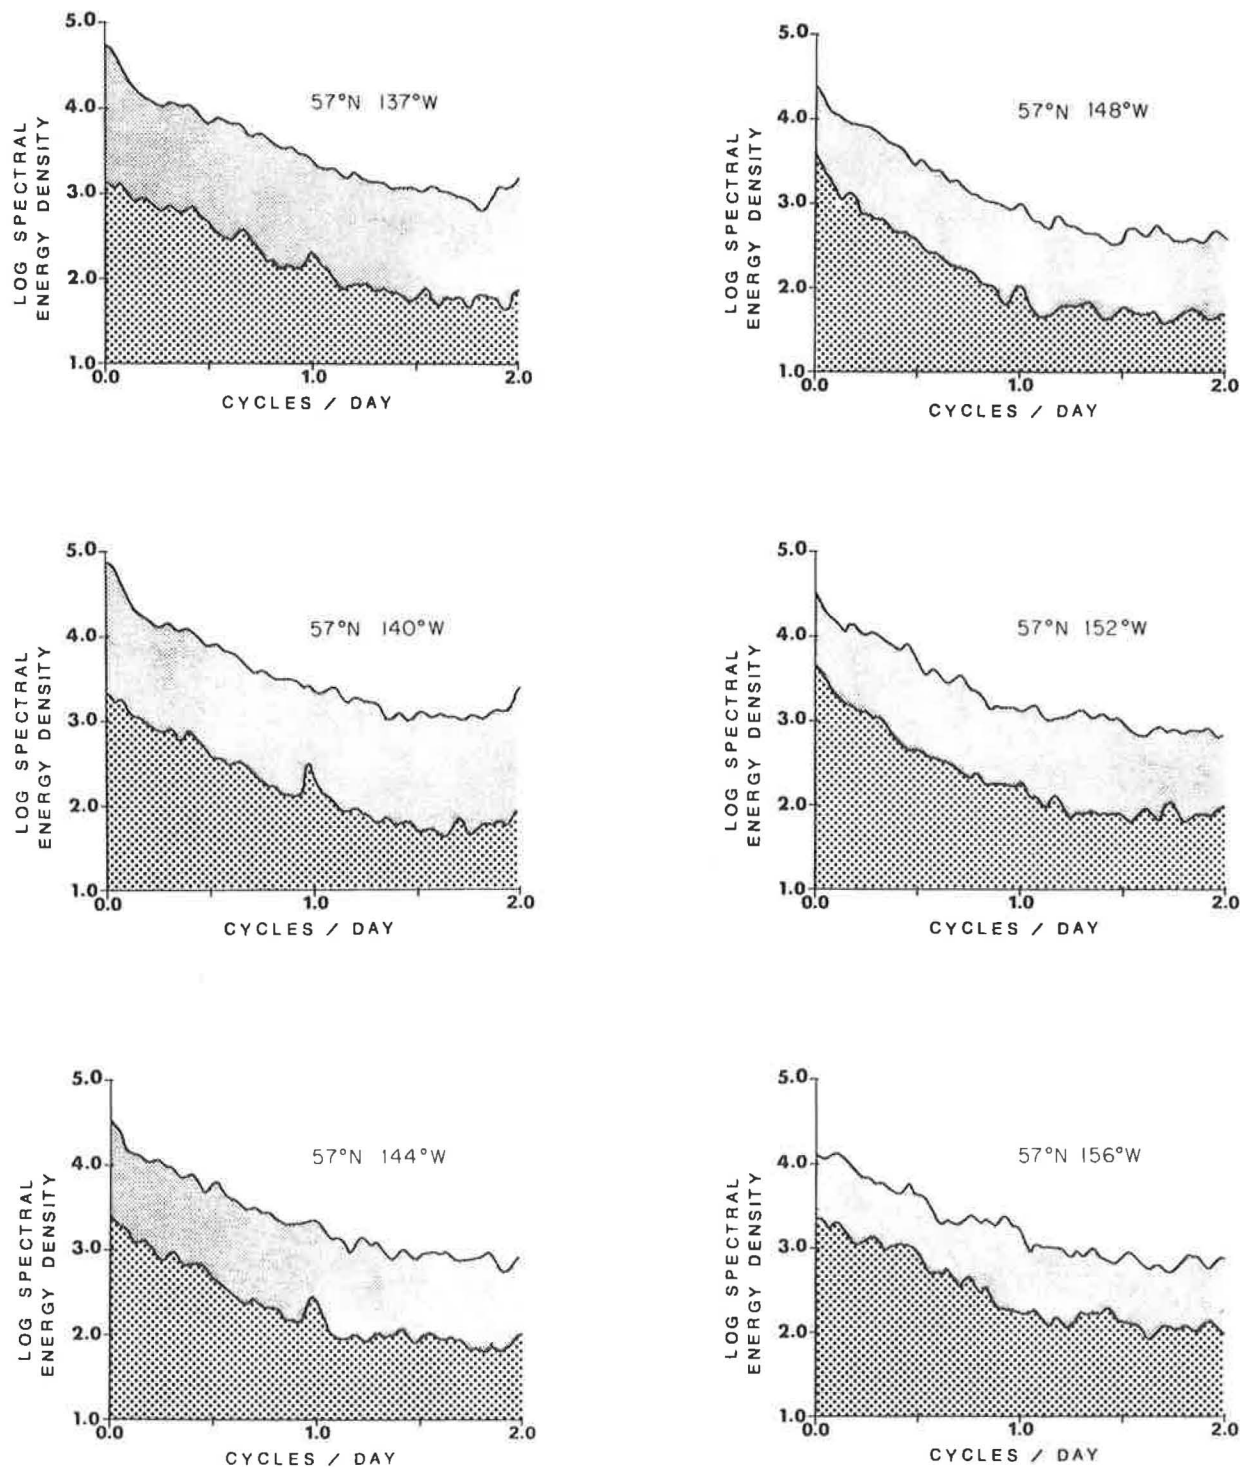 5.0
4.0
3.0
2.0
1.0
LOG SPECTRAL
ENERGY DENSITY
57°N 137°W
0.0 1.0 2.0
CYCLES / DAY
5.0
4.0
3.0
2.0
1.0
LOG SPECTRAL
ENERGY DENSITY
57°N 148°W
0.0 1.0 2.0
CYCLES / DAY
5.0
4.0
3.0
2.0
1.0
LOG SPECTRAL
ENERGY DENSITY
57°N 140°W
0.0 1.0 2.0
CYCLES / DAY
5.0
4.0
3.0
2.0
1.0
LOG SPECTRAL
ENERGY DENSITY
57°N 152°W
0.0 1.0 2.0
CYCLES / DAY
5.0
4.0
3.0
2.0
1.0
LOG SPECTRAL
ENERGY DENSITY
57°N 144°W
0.0 1.0 2.0
CYCLES / DAY
5.0
4.0
3.0
2.0
1.0
LOG SPECTRAL
ENERGY DENSITY
57°N 156°W
0.0 1.0 2.0
CYCLES / DAY